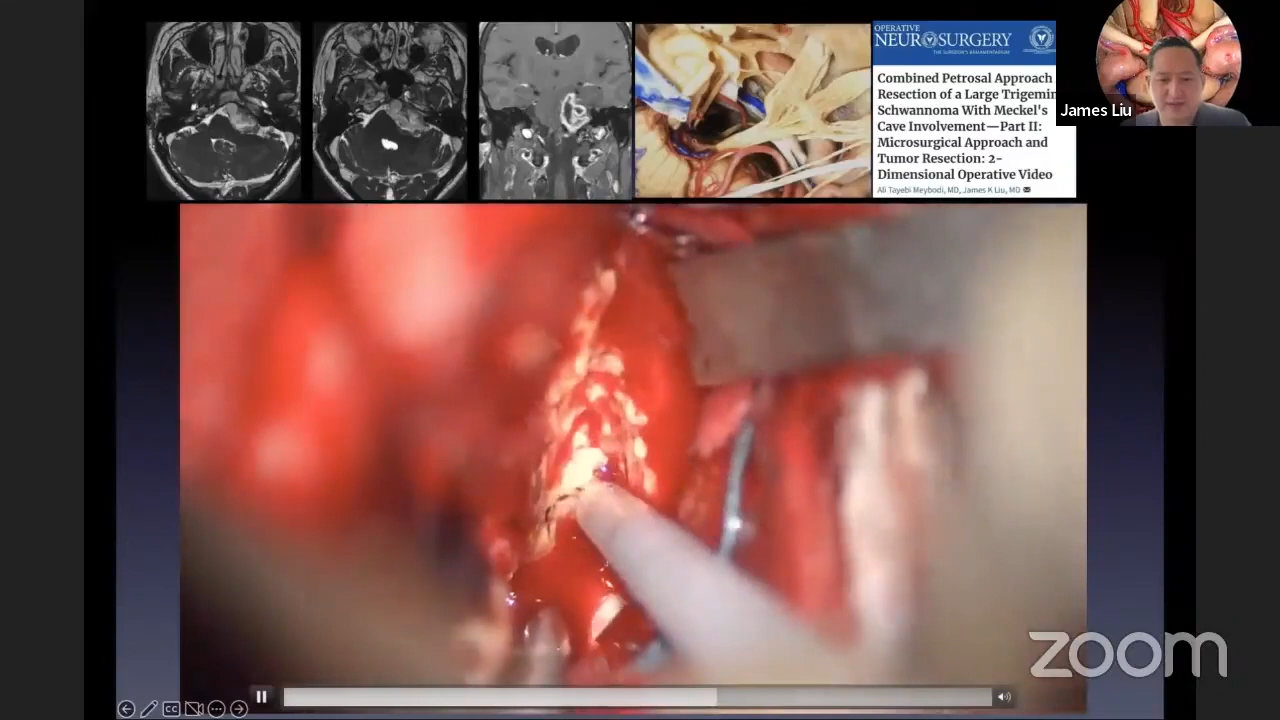 OPERATIVE
NEUROSURGERY
THE SURGEON'S ARMAMENTARIUM
Combined Petrosal Approach
Resection of a Large Trigemin
Schwannoma With Meckel's
Cave Involvement—Part II:
Microsurgical Approach and
Tumor Resection: 2-
Dimensional Operative Video
Ali Tayebi Meybodi, MD, James K Liu, MD
James Liu
zoom
CC